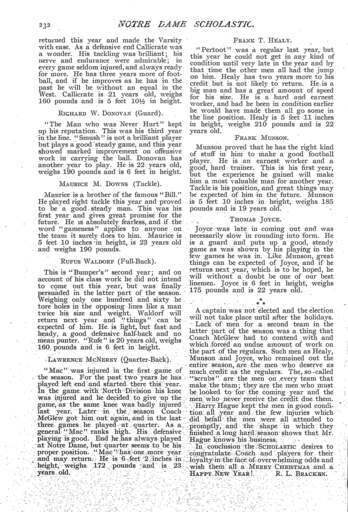 232
NOTRE DAME SCHOLASTIC.
returned this year and made the Varsity
with ease. As a defensive end Callicrate was
a wonder. His tackling was brilliant; his
nerve and endurance were admirable; in
every game seldom injured, and always ready
for more. He has three years more of foot-
ball, and if he improves as he has in the
past he will be without an equal in the
West. Callicrate is 21 years old, weighs
160 pounds and is 5 feet 10½ in height.
RICHARD W. DONOVAN (Guard).
"The Man who was Never Hurt" kept
up his reputation. This was his third year
in the line. "Smoush" is not a brilliant player
but plays a good steady game, and this year
showed marked improvement on offensive
work in carrying the ball. Donovan has
another year to play. He is 22 years old,
weighs 190 pounds and is 6 feet in height.
MAURICE M. DOWNS (Tackle).
Maurice is a brother of the famous "Bill."
He played right tackle this year and proved
to be a good steady man. This was his
first year and gives great promise for the
future. He is absolutely fearless, and if the
word "gameness" applies to anyone on
the team it surely does to him. Maurice is
5 feet 10 inches in height, is 23 years old
and weighs 190 pounds.
RUFUS WALDORF (Full-Back).
This is "Bumper's" second year; and on
account of his class work he did not intend
to come out this year, but was finally
persuaded in the latter part of the season.
Weighing only one hundred and sixty he
tore holes in the opposing lines like a man
twice his size and weight. Waldorf will
return next year and "things" can be
expected of him. He is light, but fast and
heady, a good defensive half-back and no
mean punter. "Rufe" is 20 years old, weighs
160 pounds and is 6 feet in height.
LAWRENCE MCNERNY (Quarter-Back).
"Mac" was injured in the first game of
the season. For the past two years he has
played left end and started there this year.
In the game with North Division his knee
was injured and he decided to give up the
game, as the same knee was badly injured
last year. Later in the season Coach
McGlew got him out again, and in the last
three games he played at quarter. As a
general "Mac" ranks high. His defensive
playing is good. End he has always played
at Notre Dame, but quarter seems to be his
proper position. "Mac" has one more year
and may return. He is 6 feet 2 inches in
height, weighs 172 pounds and is 23
years old.
FRANK T. HEALY.
"Pertoot" was a regular last year, but
this year he could not get in any kind of
condition until very late in the year and by
that time the other men all had the jump
on him. Healy has two years more to his
credit but is not likely to return. He is a
big man and has a great amount of speed
for his size. He is a hard and earnest
worker, and had he been in condition earlier
he would have made them all go some in
the line position. Healy is 5 feet 11 inches
in height, weighs 210 pounds and is 22
years old.
FRANK MUNSON.
Munson proved that he has the right kind
of stuff in him to make a good football
player. He is an earnest worker and a
good, hard trainer. This is his first year,
but the experience he gained will make
him a most valuable man for another year.
Tackle is his position, and great things may
be expected of him in the future. Munson
is 5 feet 10 inches in height, weighs 185
pounds and is 19 years old.
THOMAS JOYCE.
Joyce was late in coming out and was
necessarily slow in rounding into form. He
is a guard and puts up a good, steady
game as was shown by his playing in the
few games he was in. Like Munson, great
things can be expected of Joyce, and if he
returns next year, which is to be hoped, he
will without a doubt be one of our best
linemen. Joyce is 6 feet in height, weighs
175 pounds and is 22 years old.
* * *
A captain was not elected and the election
will not take place until after the holidays.
Lack of men for a second team in the
latter part of the season was a thing that
Coach McGlew had to contend with and
which forced an undue amount of work on
the part of the regulars. Such men as Healy,
Munson and Joyce, who remained out the
entire season, are the men who deserve as
much credit as the regulars. The so-called
"scrubs" are the men on every team that
make the team; they are the men who must
be looked to for the coming year and the
men who never receive the credit due them.
Harry Hagne kept the men in good condi-
tion all year and the few injuries which
did befall the men were all attended to
promptly, and the shape in which they
finished a long hard season shows that Mr.
Hagne knows his business.
In conclusion the SCHOLASTIC desires to
congratulate Coach and players for their
loyalty in the face of overwhelming odds and
wish them all a MERRY CHRISTMAS and a
HAPPY NEW YEAR! R. L. BRACKEN.